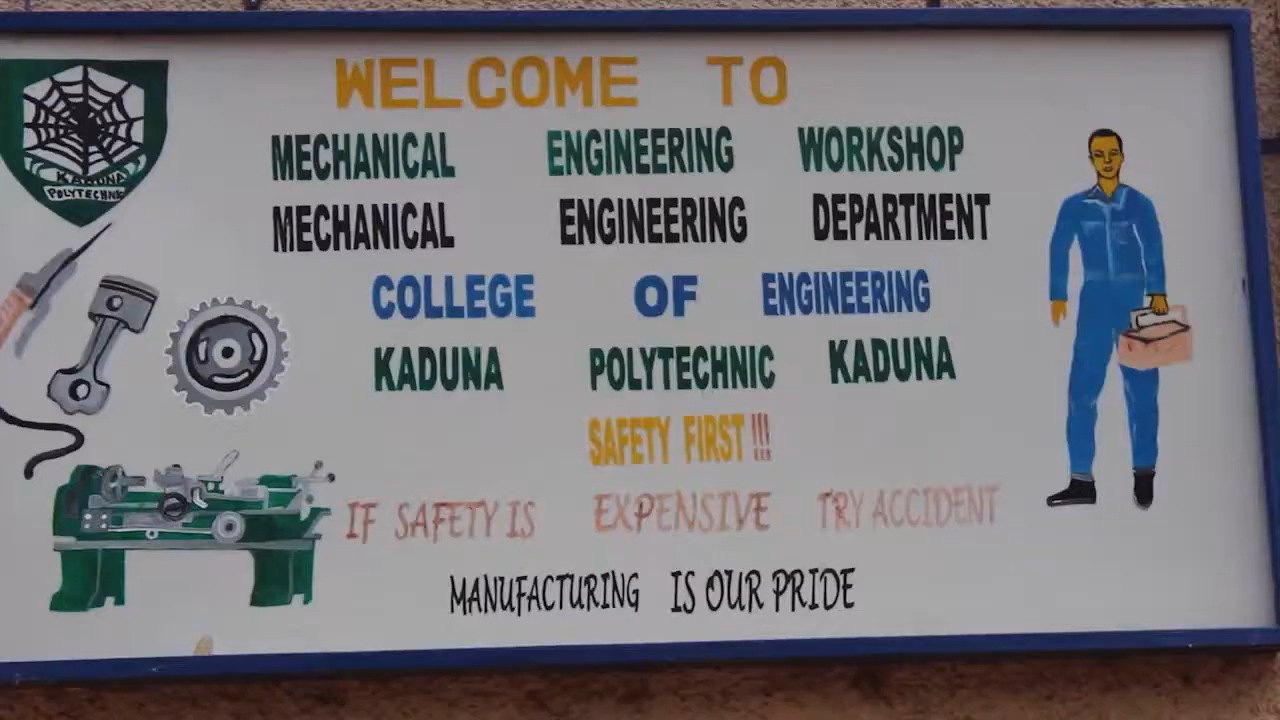 KADUNA
POLYTECHNIC
WELCOME TO
MECHANICAL ENGINEERING WORKSHOP
MECHANICAL ENGINEERING DEPARTMENT
COLLEGE OF ENGINEERING
KADUNA POLYTECHNIC KADUNA
SAFETY FIRST!!!
IF SAFETY IS EXPENSIVE TRY ACCIDENT
MANUFACTURING IS OUR PRIDE